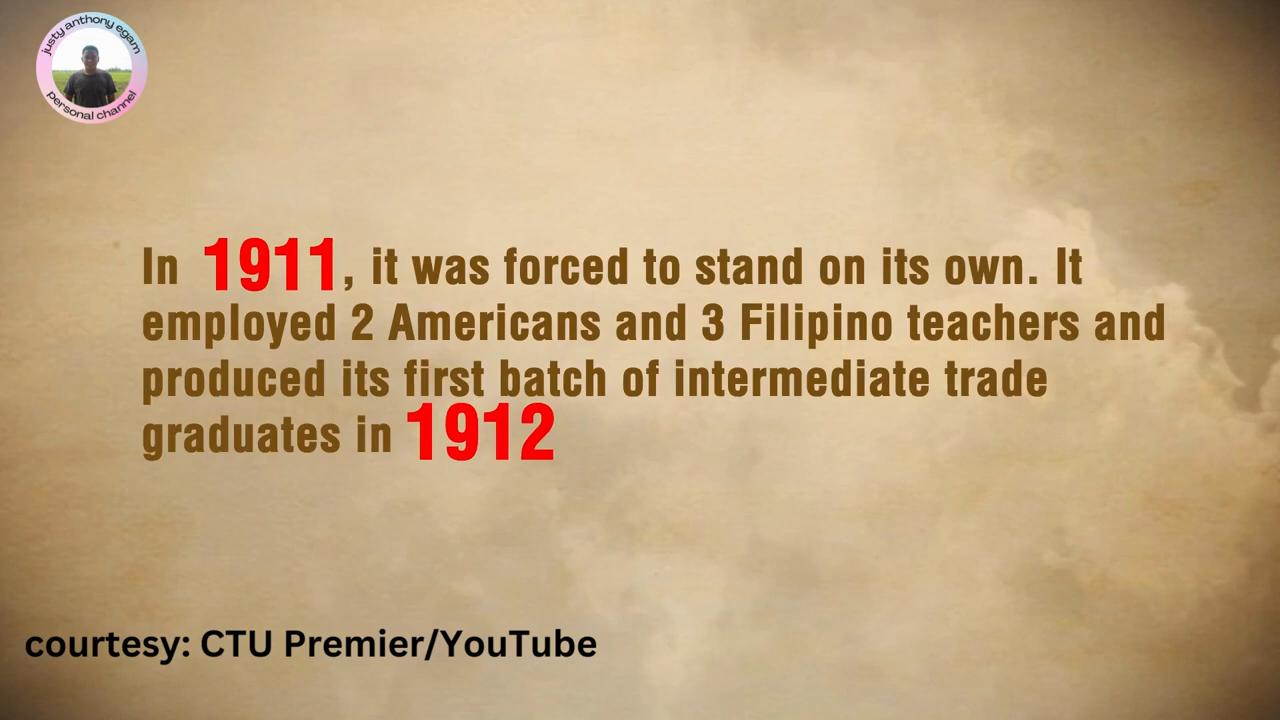 justy anthony egam
personal channel
In 1911, it was forced to stand on its own. It
employed 2 Americans and 3 Filipino teachers and
produced its first batch of intermediate trade
graduates in 1912
courtesy: CTU Premier/YouTube